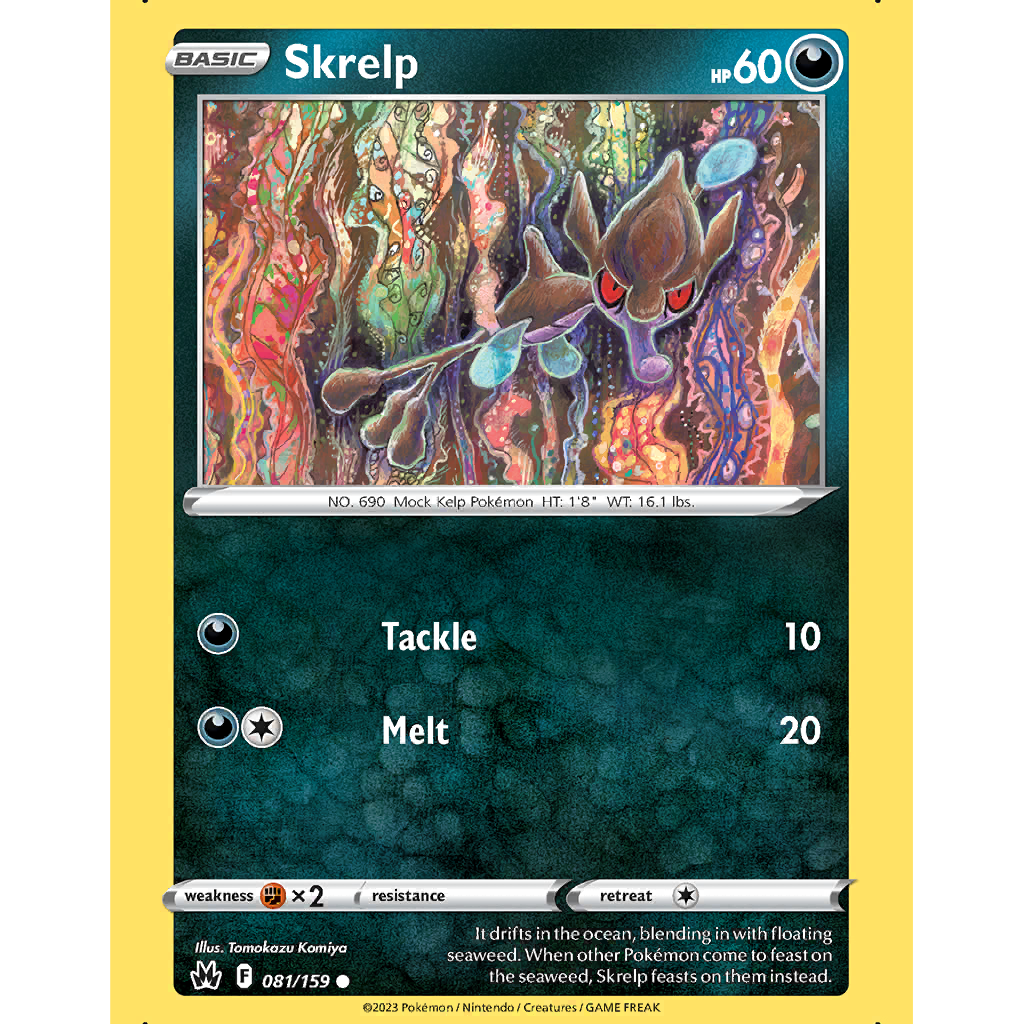 BASIC Skrelp HP 60
NO. 690 Mock Kelp Pokémon HT: 1'8" WT: 16.1 lbs.
Tackle 10
Melt 20
weakness ×2 resistance retreat
Illus. Tomokazu Komiya
It drifts in the ocean, blending in with floating
seaweed. When other Pokémon come to feast on
the seaweed, Skrelp feasts on them instead.
F 081/159
©2023 Pokémon / Nintendo / Creatures / GAME FREAK